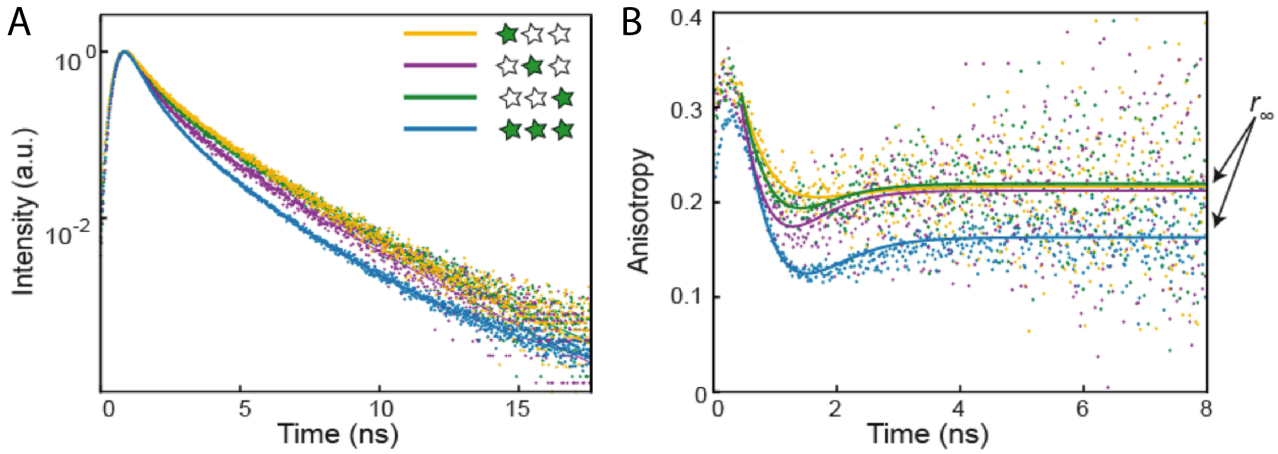 A
Intensity (a.u.)
10⁰
10⁻²
0
5
10
15
Time (ns)
B
Anisotropy
0.4
0.3
0.2
0.1
0
0
2
4
6
8
Time (ns)
r∞